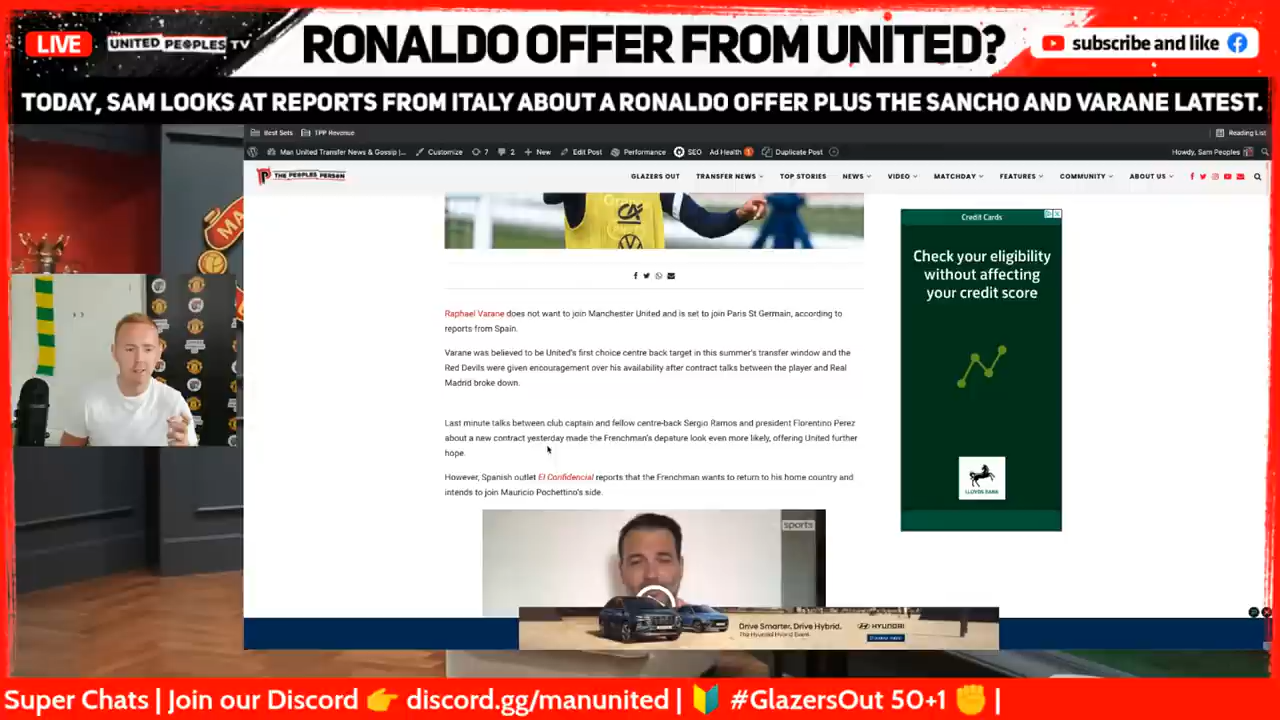 LIVE
UNITED PEOPLES TV
RONALDO OFFER FROM UNITED?
subscribe and like
TODAY, SAM LOOKS AT REPORTS FROM ITALY ABOUT A RONALDO OFFER PLUS THE SANCHO AND VARANE LATEST.
Best Sets
TPP Revenue
Reading List
Man United Transfer News & Gossip |...
Customize
7
2
New
Edit Post
Performance
SEO
Ad Health
Duplicate Post
Howdy, Sam Peoples
THE PEOPLES PERSON
GLAZERS OUT
TRANSFER NEWS
TOP STORIES
NEWS
VIDEO
MATCHDAY
FEATURES
COMMUNITY
ABOUT US
Credit Cards
Check your eligibility
without affecting
your credit score
LLOYDS BANK
Raphael Varane does not want to join Manchester United and is set to join Paris St Germain, according to
reports from Spain.
Varane was believed to be United's first choice centre back target in this summer's transfer window and the
Red Devils were given encouragement over his availability after contract talks between the player and Real
Madrid broke down.
Last minute talks between club captain and fellow centre-back Sergio Ramos and president Florentino Perez
about a new contract yesterday made the Frenchman's depature look even more likely, offering United further
hope.
However, Spanish outlet El Confidencial reports that the Frenchman wants to return to his home country and
intends to join Mauricio Pochettino's side.
sports
Drive Smarter. Drive Hybrid.
The Hyundai Hybrid Event.
HYUNDAI
Super Chats | Join our Discord 👉 discord.gg/manunited | 🔰 #GlazersOut 50+1 ✊ |